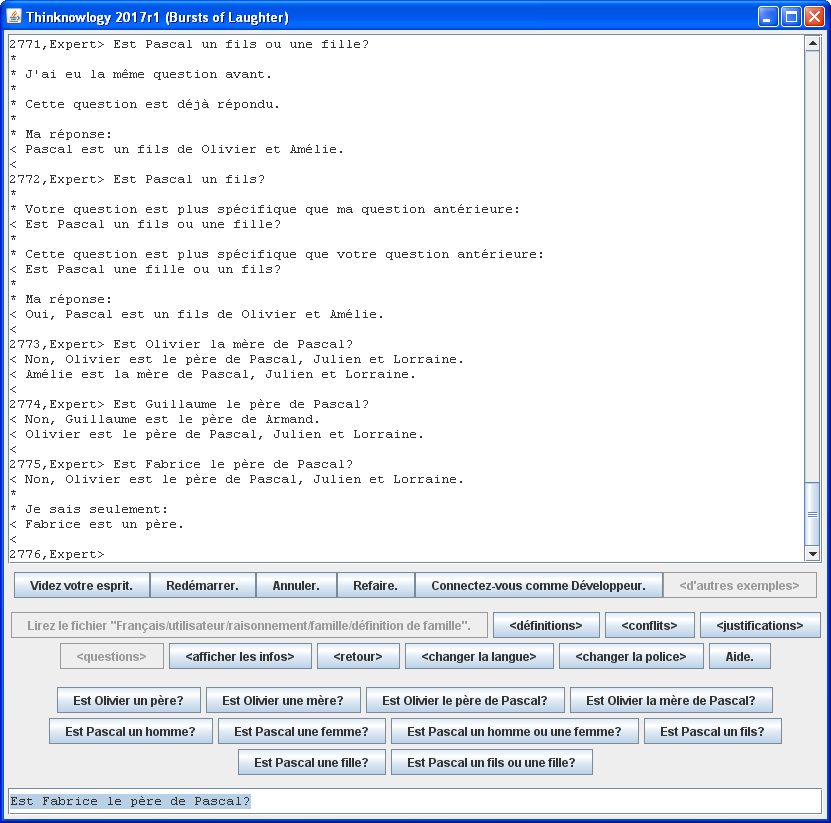 Thinknowlogy 2017r1 (Bursts of Laughter)
2771,Expert> Est Pascal un fils ou une fille?
*
* J'ai eu la même question avant.
*
* Cette question est déjà répondu.
*
* Ma réponse:
< Pascal est un fils de Olivier et Amélie.
<
2772,Expert> Est Pascal un fils?
*
* Votre question est plus spécifique que ma question antérieure:
< Est Pascal un fils ou une fille?
*
* Cette question est plus spécifique que votre question antérieure:
< Est Pascal une fille ou un fils?
*
* Ma réponse:
< Oui, Pascal est un fils de Olivier et Amélie.
<
2773,Expert> Est Olivier la mère de Pascal?
< Non, Olivier est le père de Pascal, Julien et Lorraine.
< Amélie est la mère de Pascal, Julien et Lorraine.
<
2774,Expert> Est Guillaume le père de Pascal?
< Non, Guillaume est le père de Armand.
< Olivier est le père de Pascal, Julien et Lorraine.
<
2775,Expert> Est Fabrice le père de Pascal?
< Non, Olivier est le père de Pascal, Julien et Lorraine.
*
* Je sais seulement:
< Fabrice est un père.
<
2776,Expert>
Videz votre esprit. Redémarrer. Annuler. Refaire. Connectez-vous comme Développeur. <d'autres exemples>
Lirez le fichier "Français/utilisateur/raisonnement/famille/définition de famille". <définitions> <conflits> <justifications>
<questions> <afficher les infos> <retour> <changer la langue> <changer la police> Aide.
Est Olivier un père? Est Olivier une mère? Est Olivier le père de Pascal? Est Olivier la mère de Pascal?
Est Pascal un homme? Est Pascal une femme? Est Pascal un homme ou une femme? Est Pascal un fils?
Est Pascal une fille? Est Pascal un fils ou une fille?
Est Fabrice le père de Pascal?